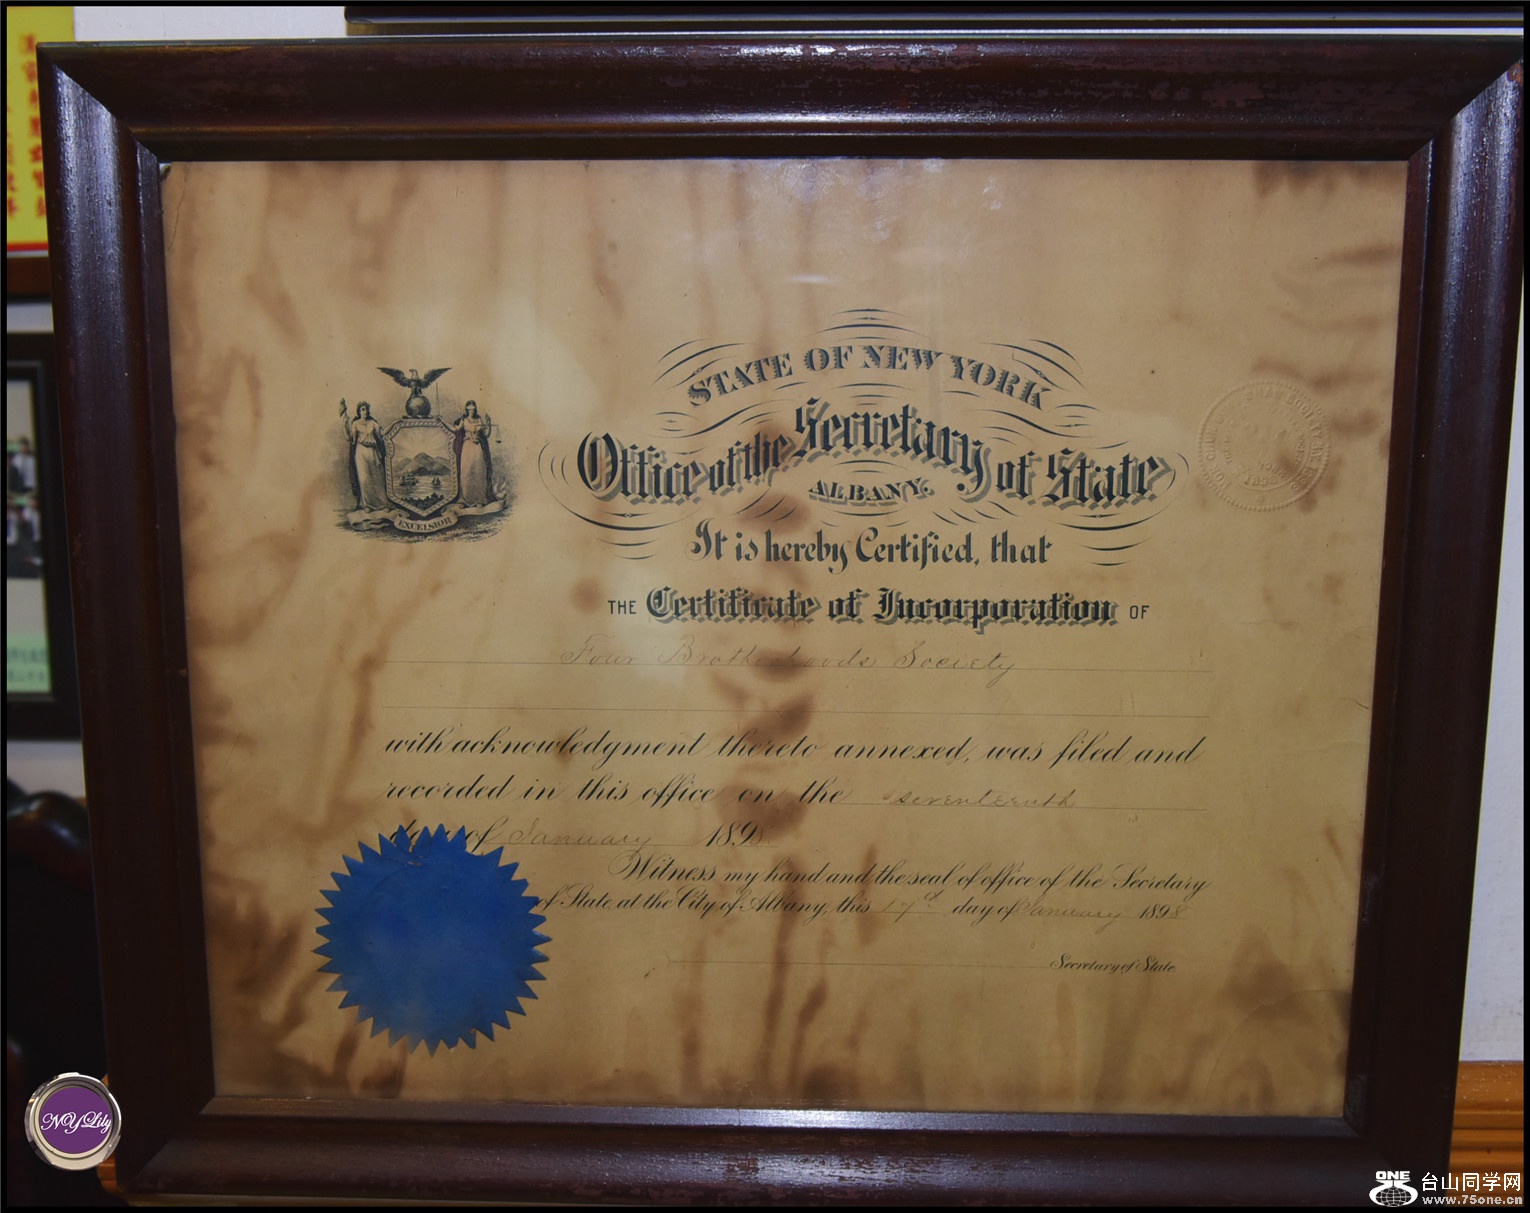 STATE OF NEW YORK
Office of the Secretary of State
ALBANY.
EXCELSIOR
It is hereby Certified, that
THE Certificate of Incorporation OF
Four Brotherhoods Society
with acknowledgment thereto annexed, was filed and
recorded in this office on the seventeenth
day of January 1898
Witness my hand and the seal of office of the Secretary
of State, at the City of Albany, this 17th day of January 1898
Secretary of State.
1898
NYLily
ONE
台山同学网
www.75one.cn